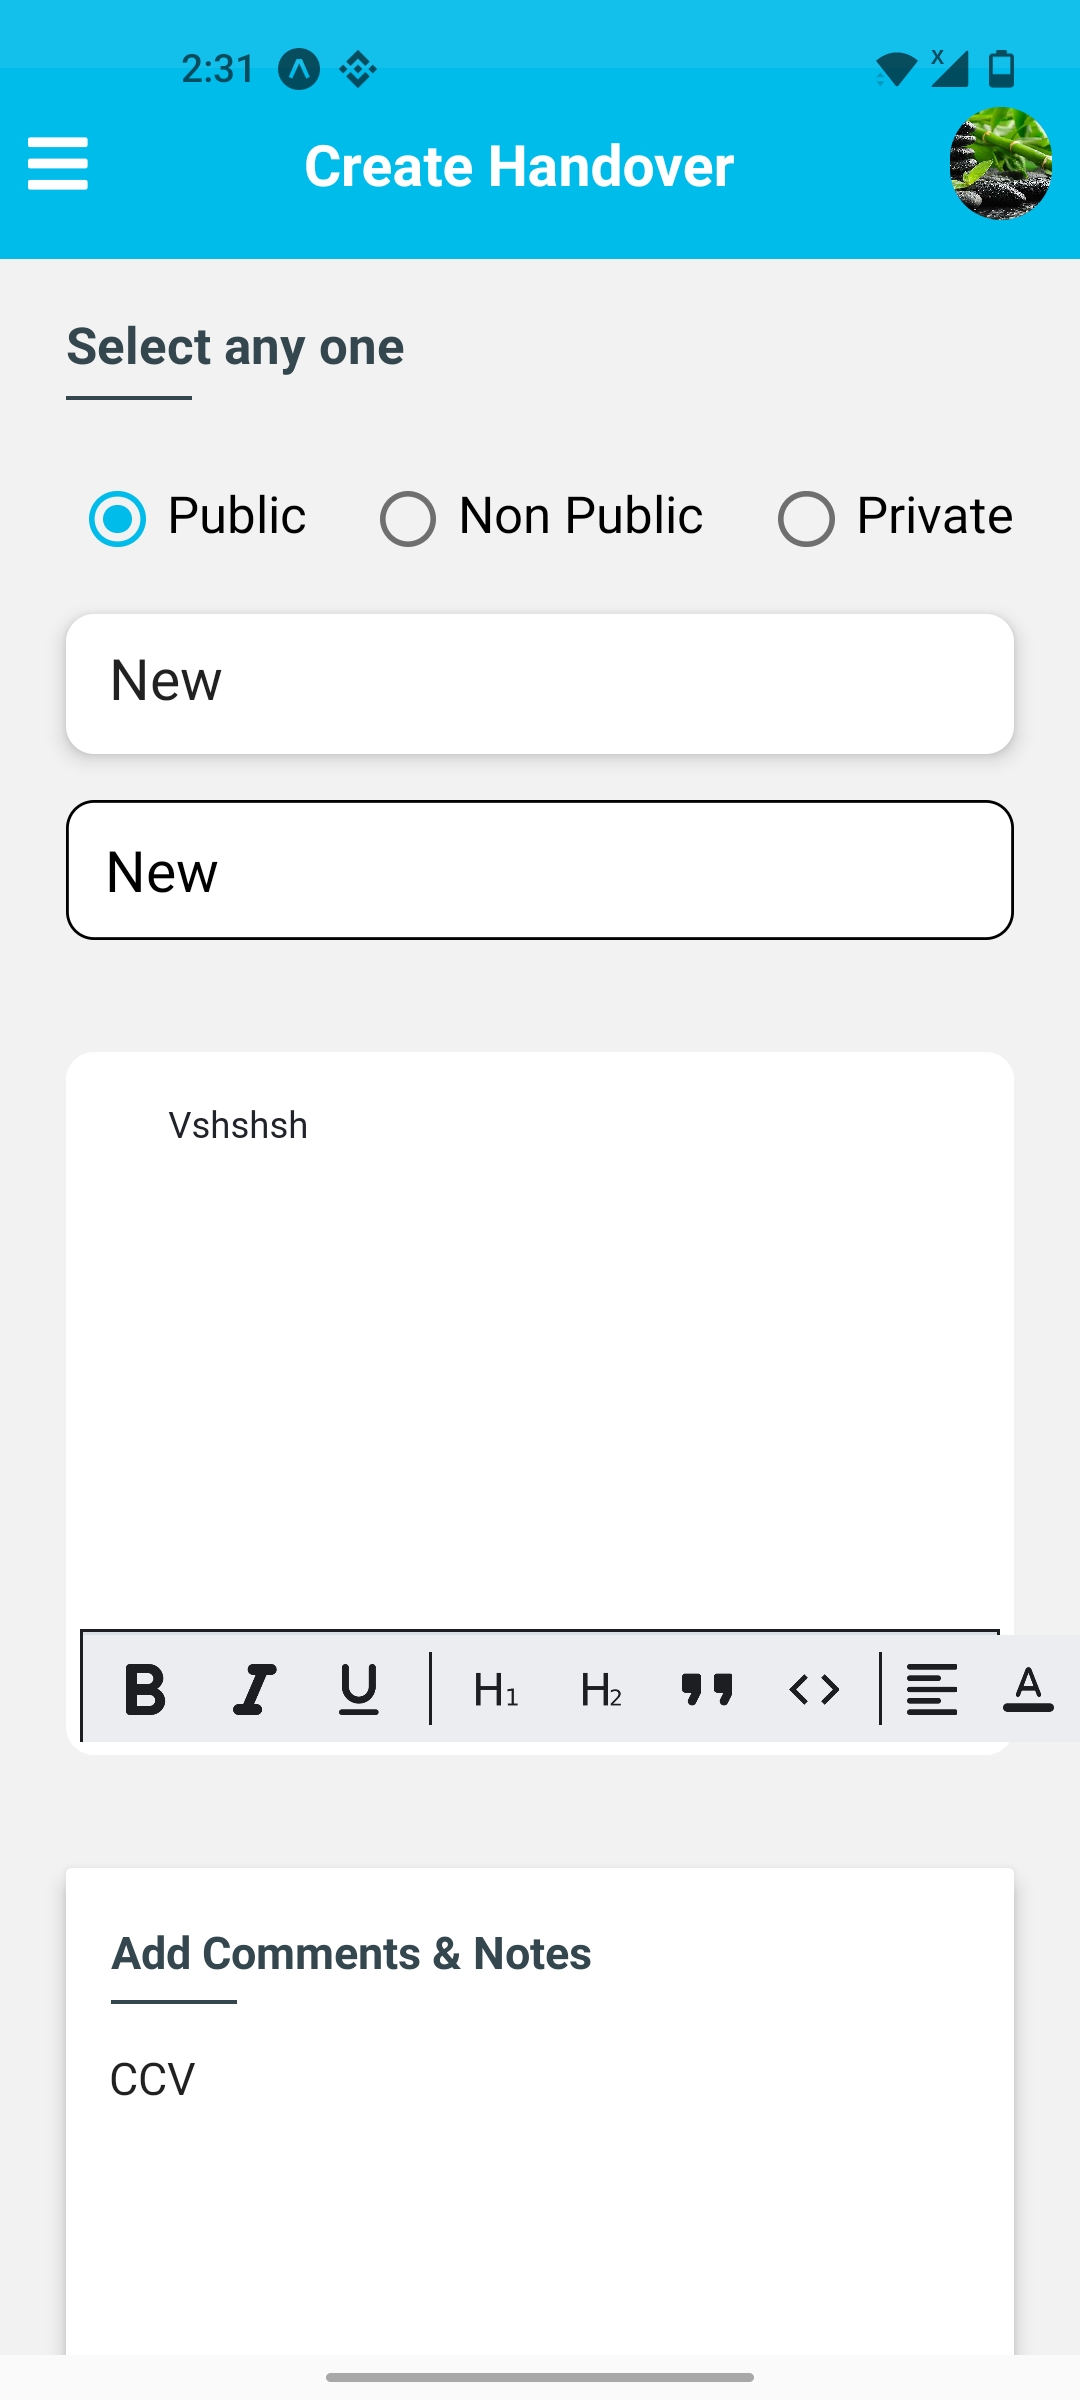 2:31
Create Handover
Select any one
Public Non Public Private
New
New
Vshshsh
B I U H1 H2 " <> A
Add Comments & Notes
CCV